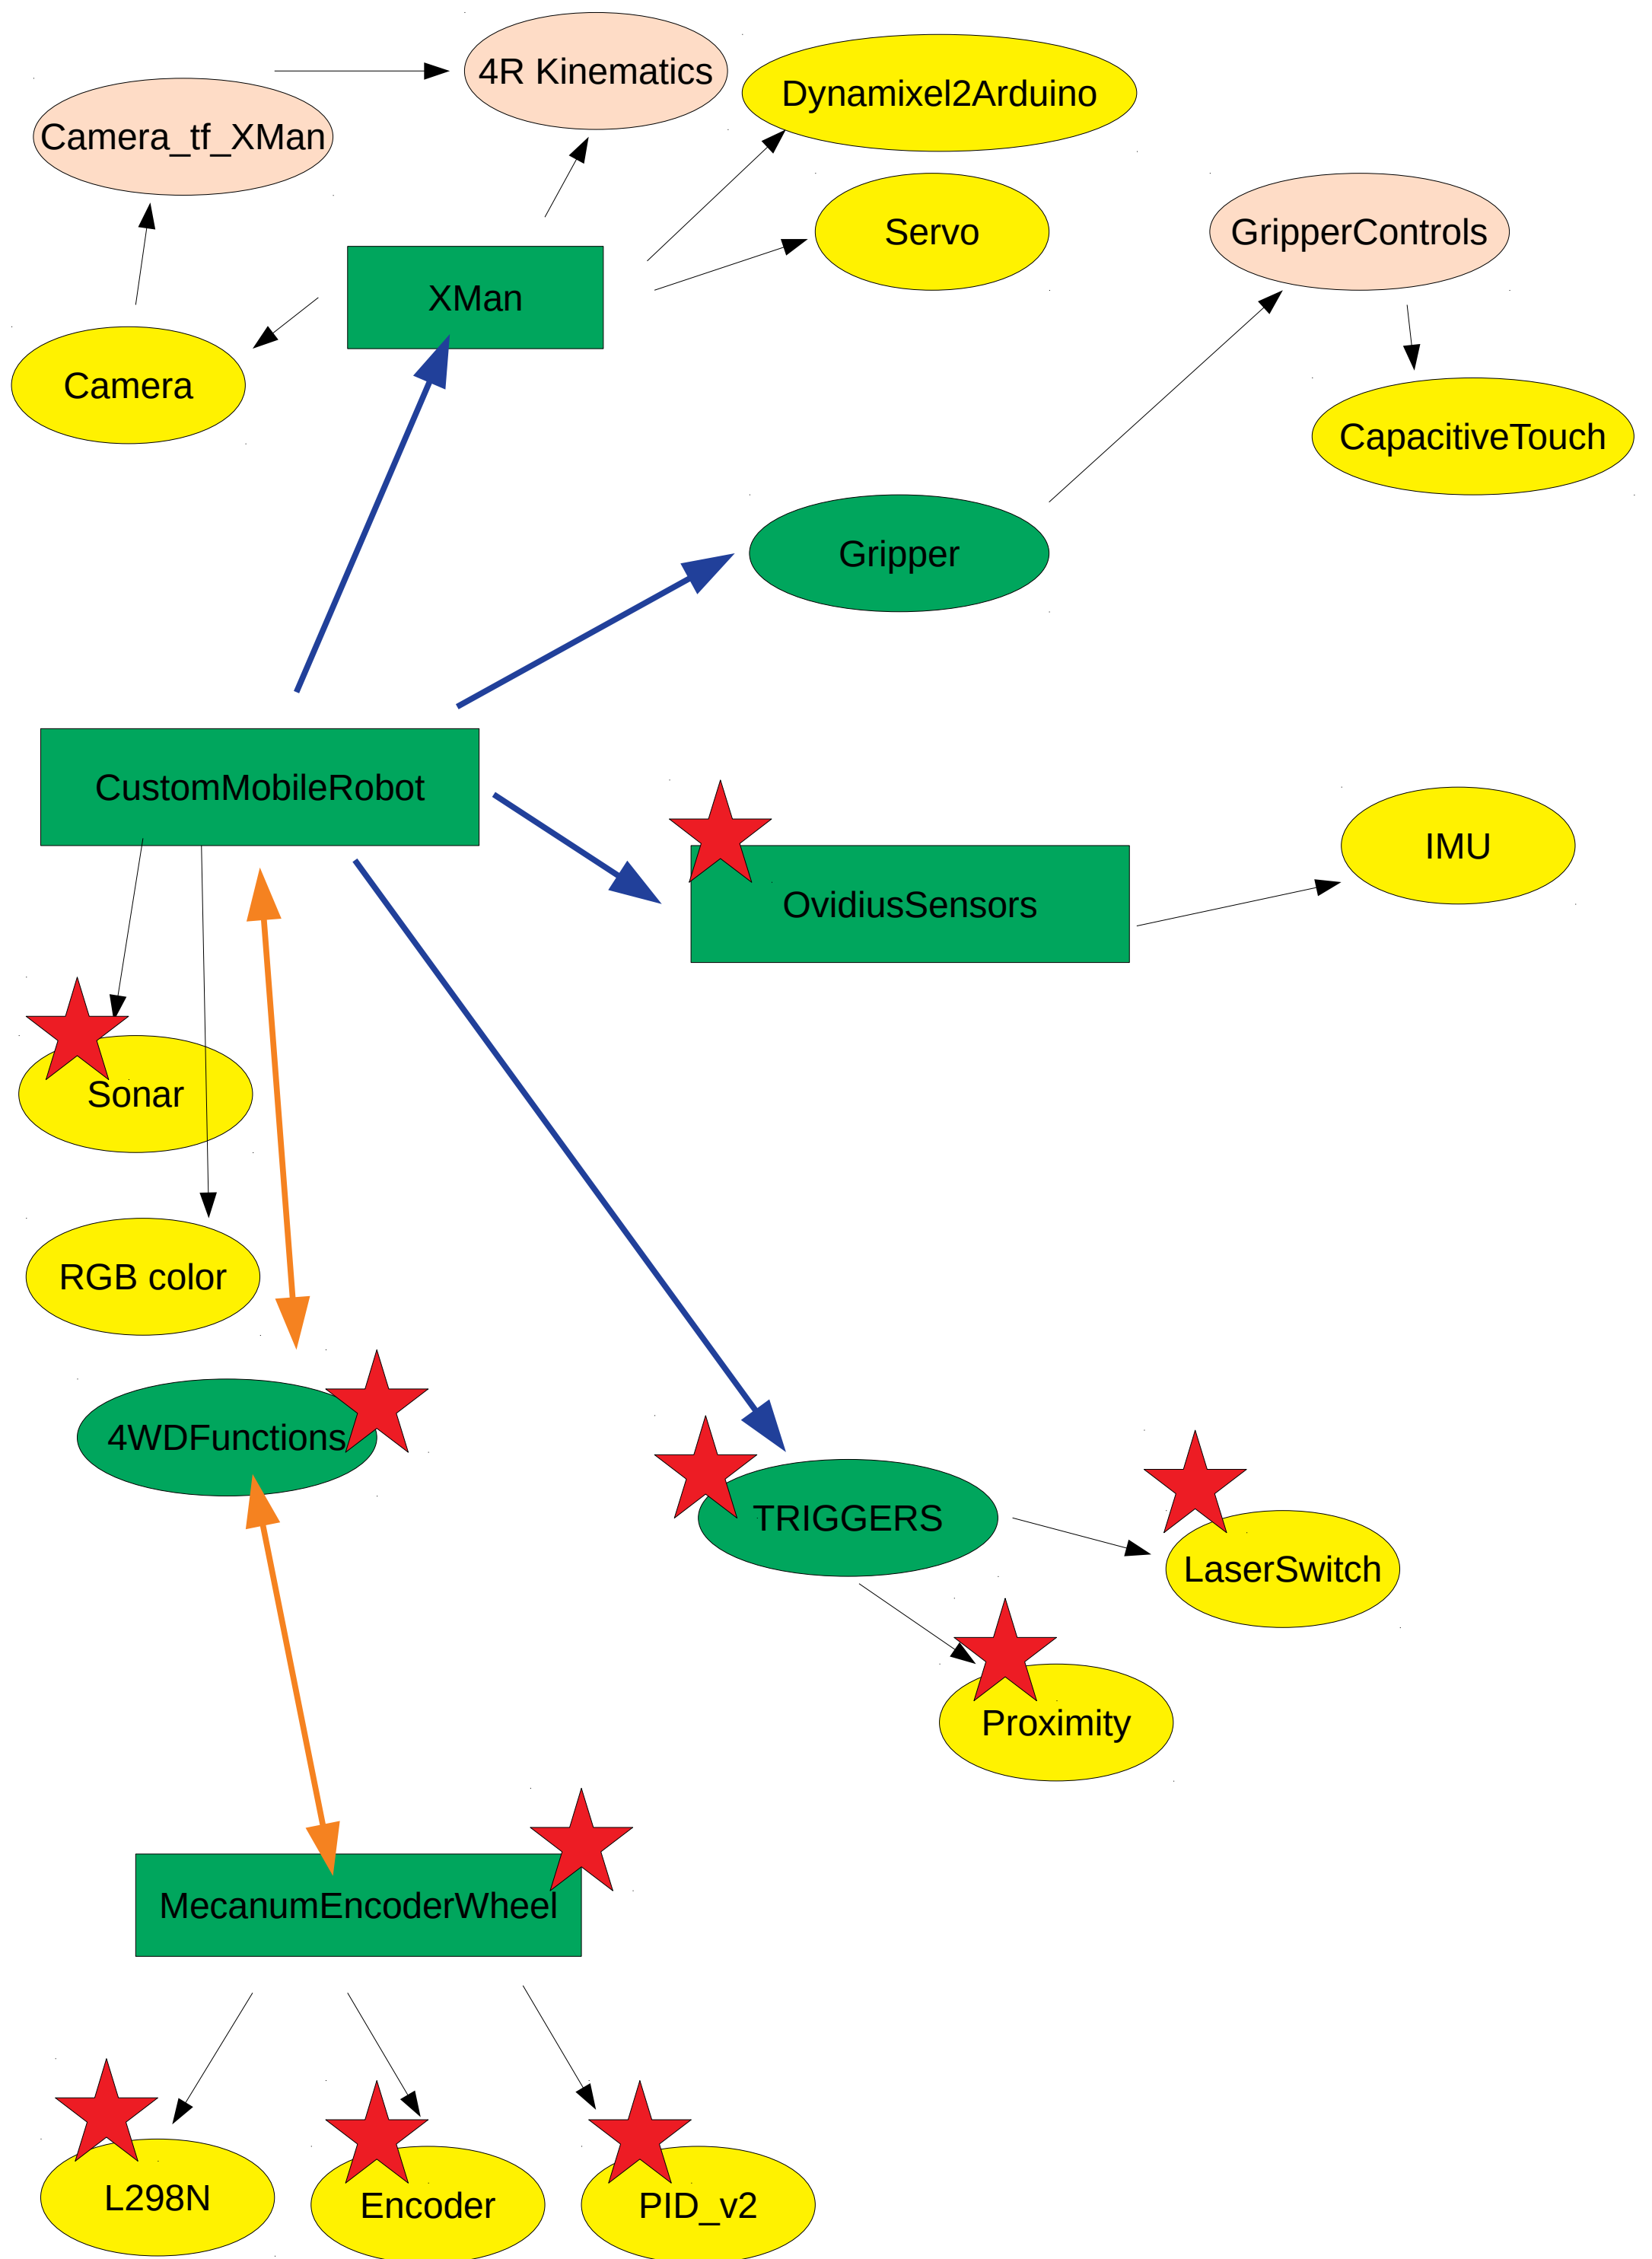 4R Kinematics
Dynamixel2Arduino
Camera_tf_XMan
Servo
GripperControls
XMan
Camera
CapacitiveTouch
Gripper
CustomMobileRobot
IMU
OvidiusSensors
Sonar
RGB color
4WDFunctions
TRIGGERS
LaserSwitch
Proximity
MecanumEncoderWheel
L298N
Encoder
PID_v2